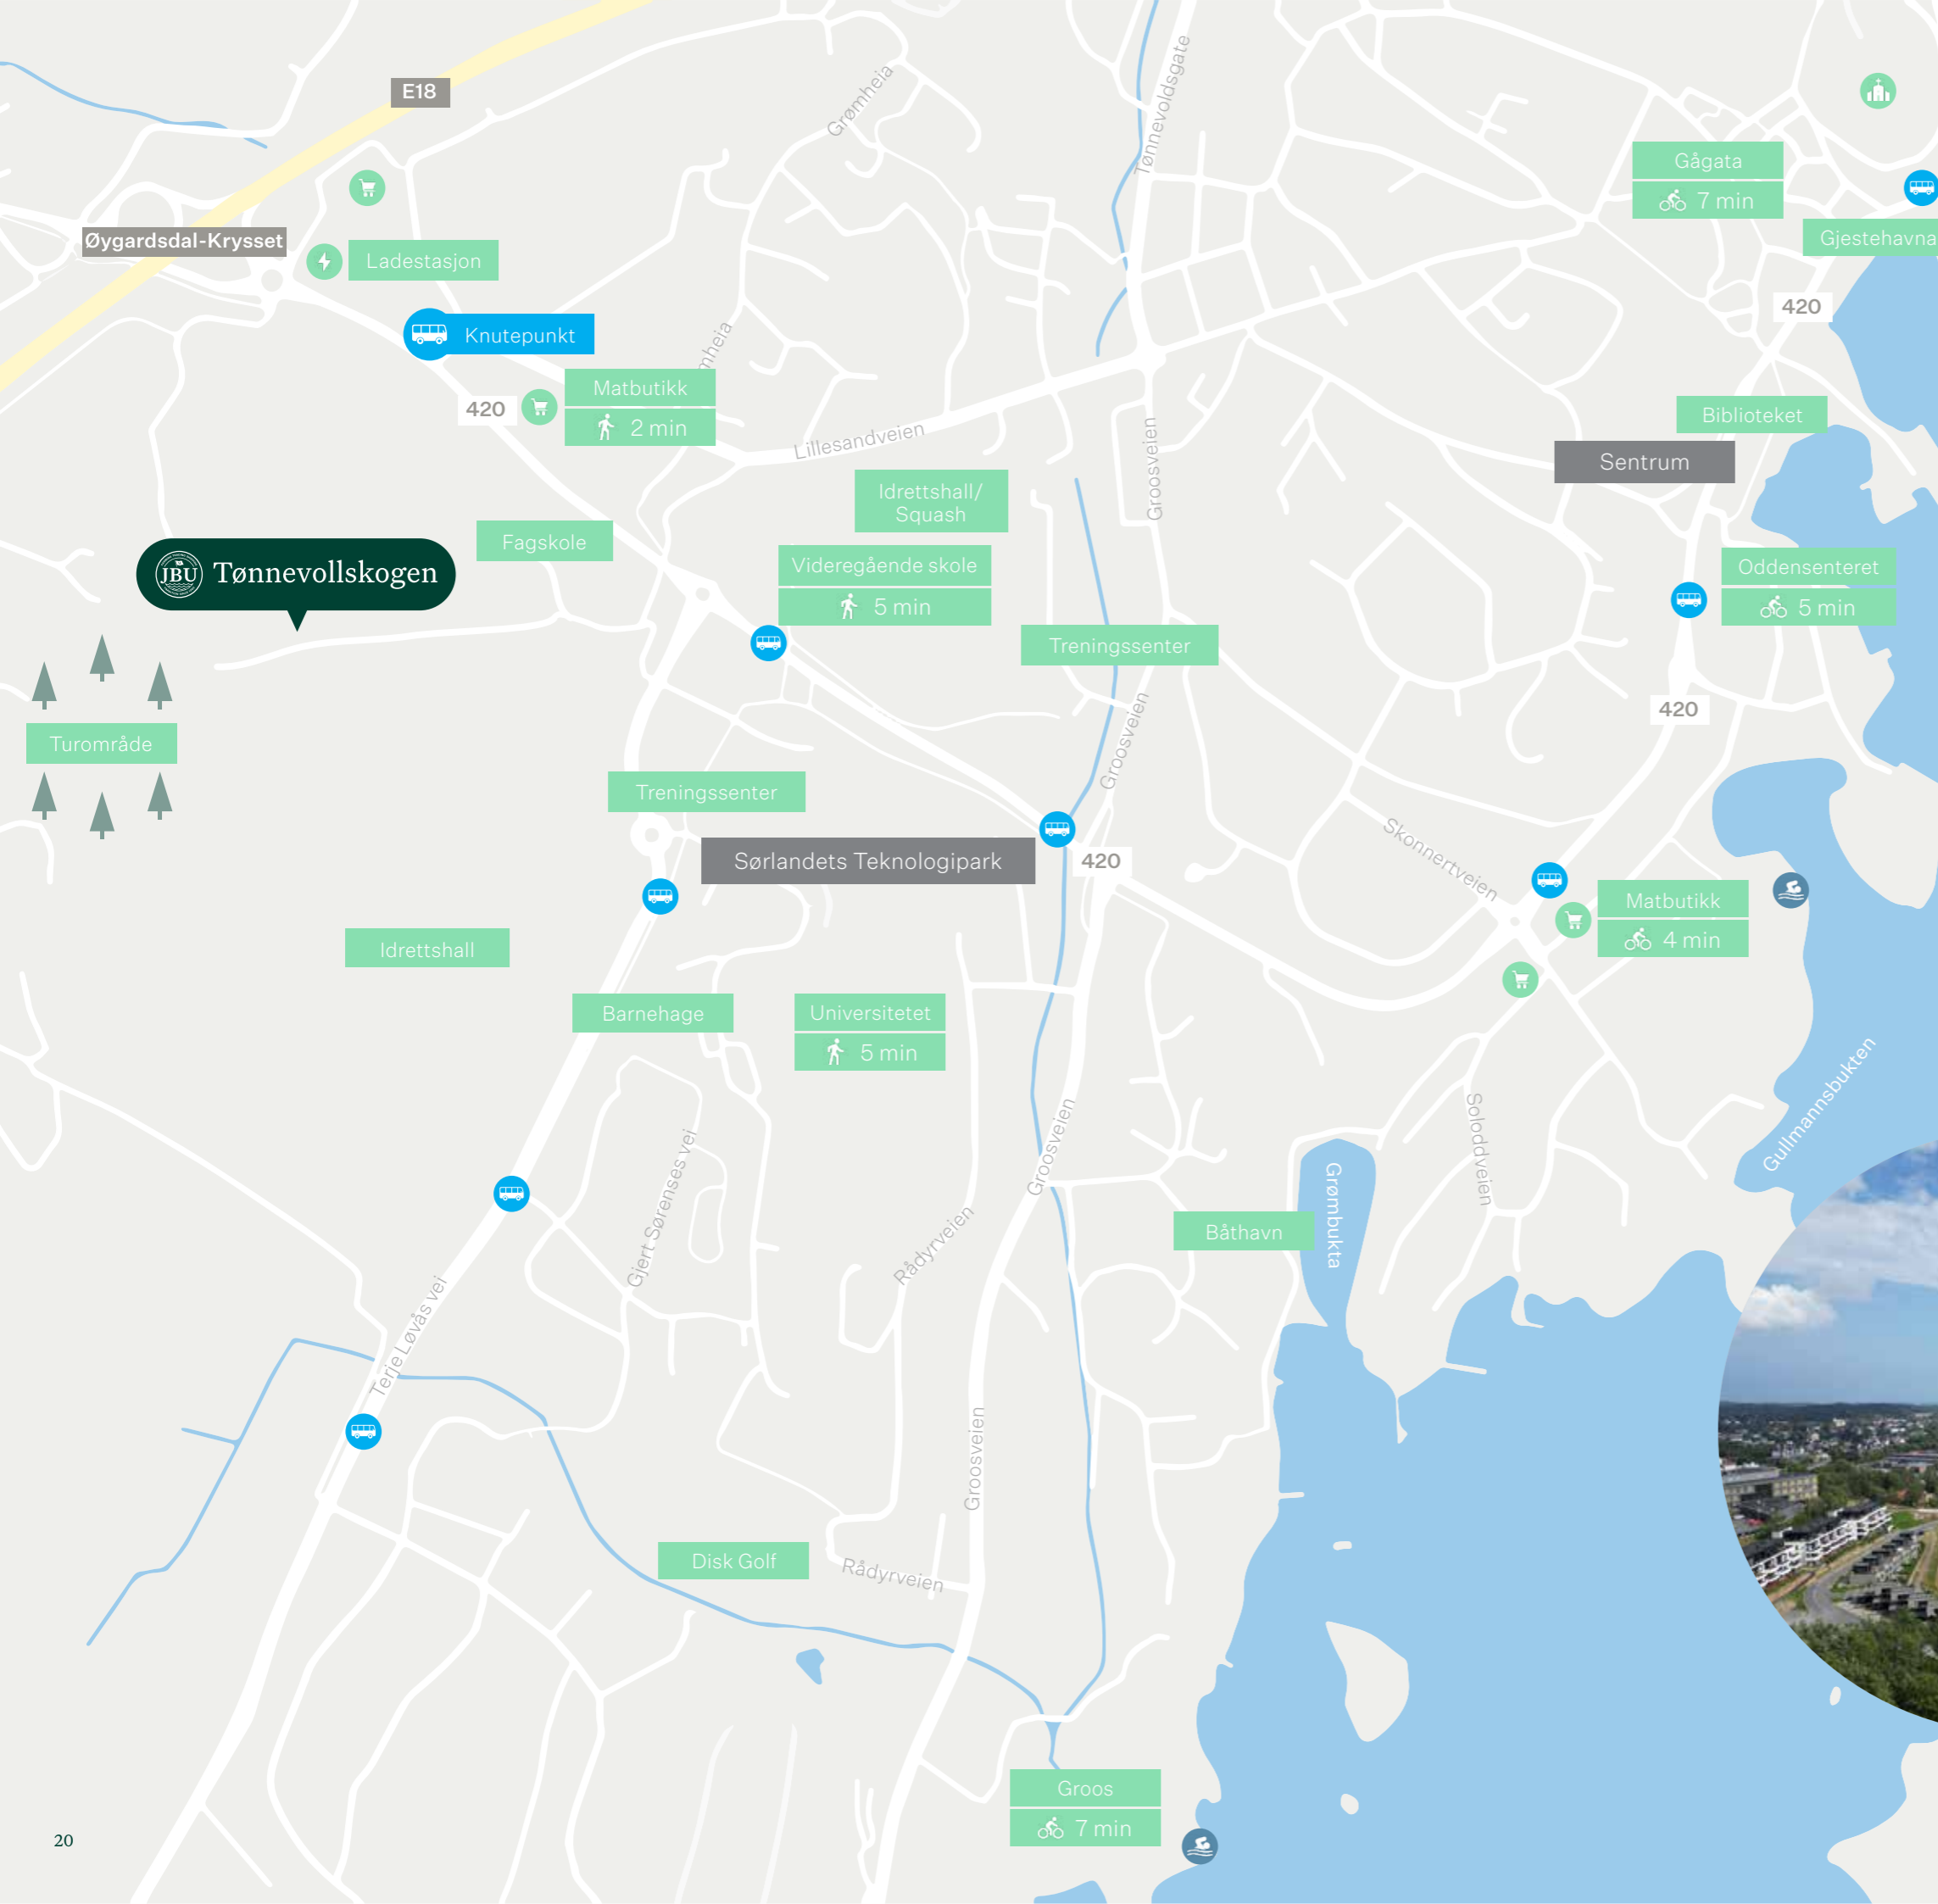 E18
Grømheia
Tønnevoldsgate
Gågata
7 min
Øygardsdal-Krysset
Gjestehavna
Ladestasjon
420
Knutepunkt
mheia
Matbutikk
2 min
420
Biblioteket
Lillesandveien
Groosveien
Sentrum
Idrettshall/
Squash
Fagskole
JBU Tønnevollskogen
Videregående skole
5 min
Oddensenteret
5 min
Treningssenter
420
Turområde
Groosveien
Treningssenter
Sørlandets Teknologipark
420
Skonnertveien
Matbutikk
4 min
Idrettshall
Barnehage
Universitetet
5 min
Gullmannsbukten
Soloddveien
Groosveien
Gjert Sørenses vei
Grømbukta
Båthavn
Rådyrveien
Terje Løvås vei
Groosveien
Disk Golf
Rådyrveien
Groos
7 min
20